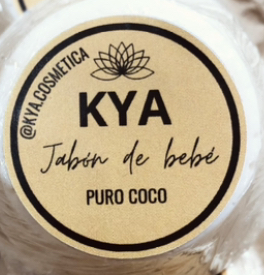 @KYA.COSMETICA
KYA
Jabón de bebé
PURO COCO